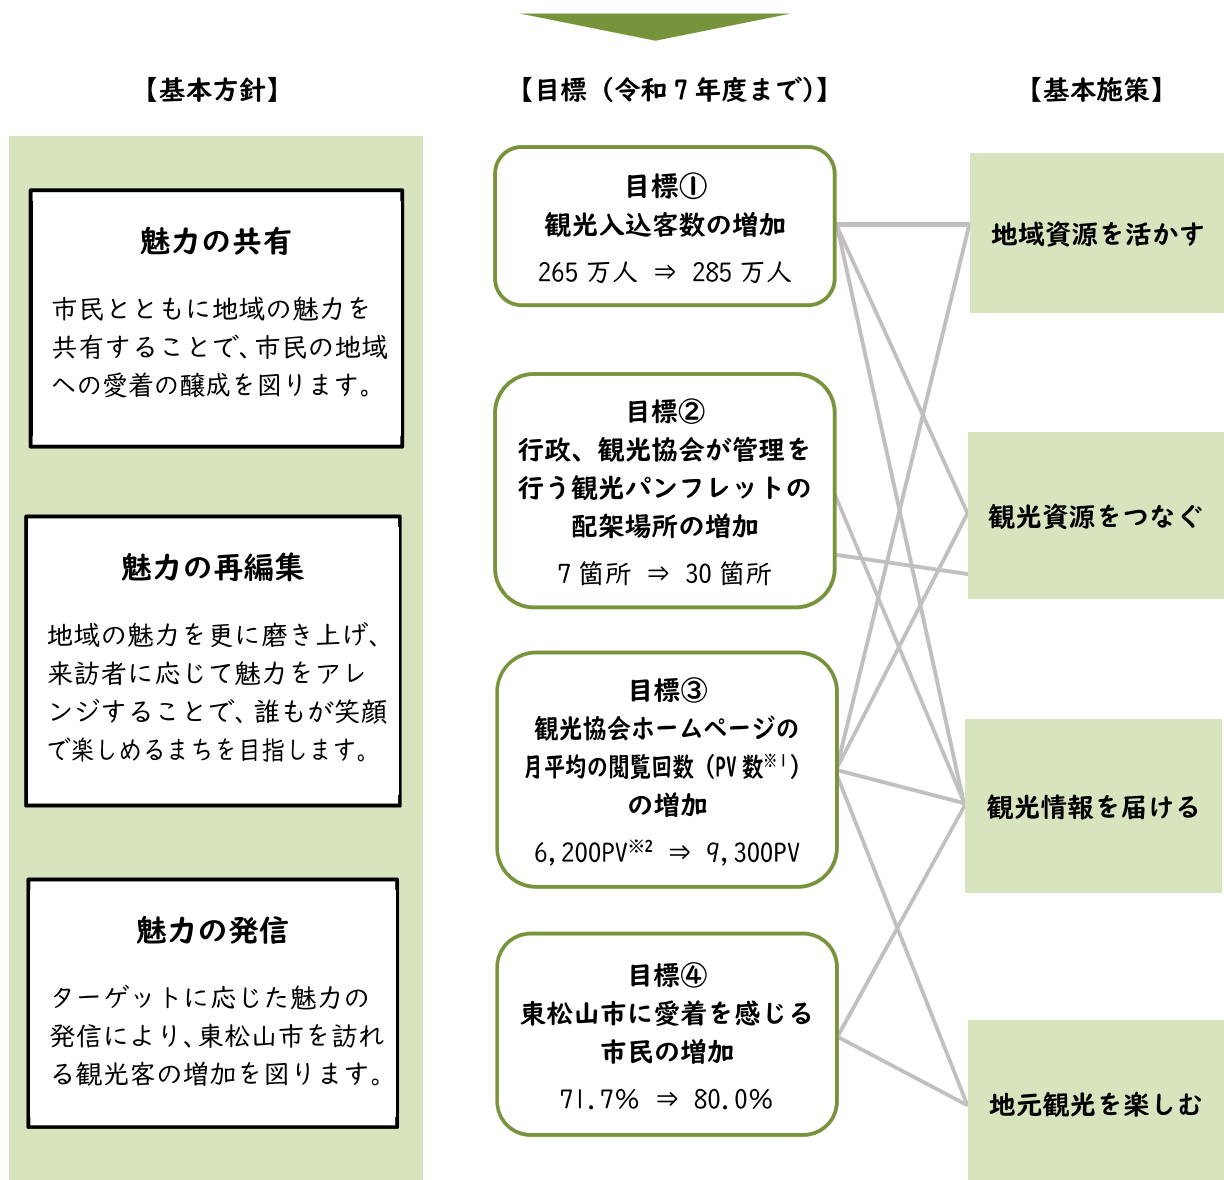 【基本方針】
魅力の共有
市民とともに地域の魅力を
共有することで、市民の地域
への愛着の醸成を図ります。
魅力の再編集
地域の魅力を更に磨き上げ、
来訪者に応じて魅力をアレ
ンジすることで、誰もが笑顔
で楽しめるまちを目指します。
魅力の発信
ターゲットに応じた魅力の
発信により、東松山市を訪れ
る観光客の増加を図ります。
【目標（令和７年度まで）】
目標①
観光入込客数の増加
265 万人 ⇒ 285 万人
目標②
行政、観光協会が管理を
行う観光パンフレットの
配架場所の増加
7 箇所 ⇒ 30 箇所
目標③
観光協会ホームページの
月平均の閲覧回数（PV 数※1）
の増加
6,200PV※2 ⇒ 9,300PV
目標④
東松山市に愛着を感じる
市民の増加
71.7% ⇒ 80.0%
【基本施策】
地域資源を活かす
観光資源をつなぐ
観光情報を届ける
地元観光を楽しむ